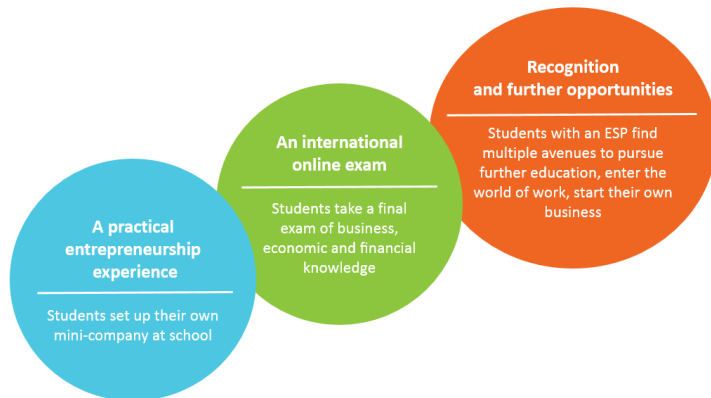 A practical
entrepreneurship
experience
Students set up their own
mini-company at school
An international
online exam
Students take a final
exam of business,
economic and financial
knowledge
Recognition
and further opportunities
Students with an ESP find
multiple avenues to pursue
further education, enter the
world of work, start their own
business